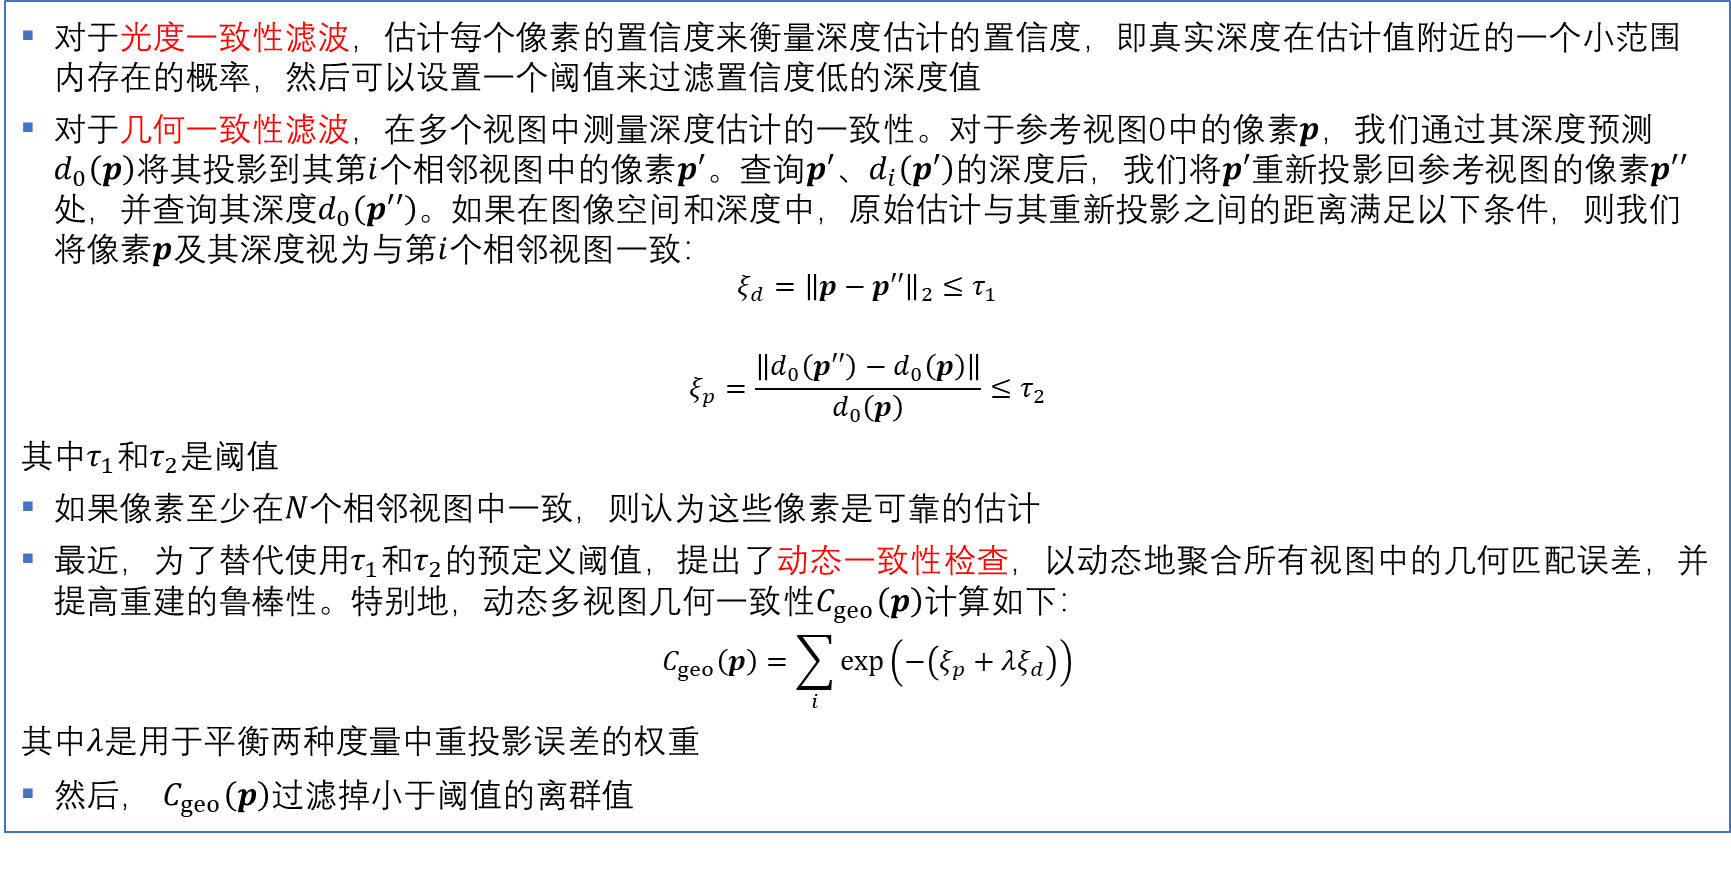 ▪ 对于光度一致性滤波，估计每个像素的置信度来衡量深度估计的置信度，即真实深度在估计值附近的一个小范围
内存在的概率，然后可以设置一个阈值来过滤置信度低的深度值
▪ 对于几何一致性滤波，在多个视图中测量深度估计的一致性。对于参考视图0中的像素p，我们通过其深度预测
d₀(p)将其投影到其第i个相邻视图中的像素p′。查询p′、dᵢ(p′)的深度后，我们将p′重新投影回参考视图的像素p′′
处，并查询其深度d₀(p′′)。如果在图像空间和深度中，原始估计与其重新投影之间的距离满足以下条件，则我们
将像素p及其深度视为与第i个相邻视图一致：
ξ_d = ‖p − p′′‖₂ ≤ τ₁
ξ_p = ‖d₀(p′′) − d₀(p)‖ / d₀(p) ≤ τ₂
其中τ₁和τ₂是阈值
▪ 如果像素至少在N个相邻视图中一致，则认为这些像素是可靠的估计
▪ 最近，为了替代使用τ₁和τ₂的预定义阈值，提出了动态一致性检查，以动态地聚合所有视图中的几何匹配误差，并
提高重建的鲁棒性。特别地，动态多视图几何一致性C_geo(p)计算如下：
C_geo(p) = ∑_i exp(−(ξ_p + λξ_d))
其中λ是用于平衡两种度量中重投影误差的权重
▪ 然后， C_geo(p)过滤掉小于阈值的离群值